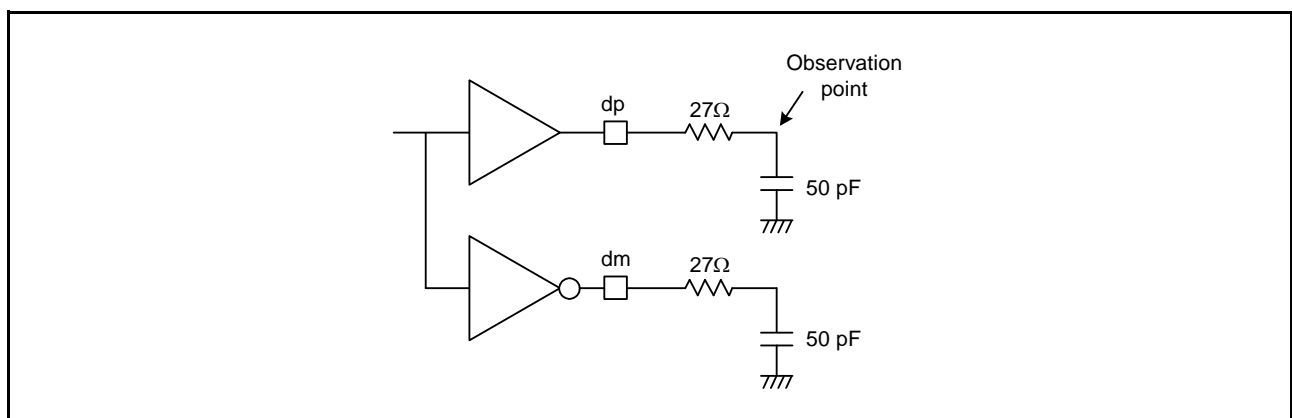 Observation
point
dp
27Ω
50 pF
dm
27Ω
50 pF